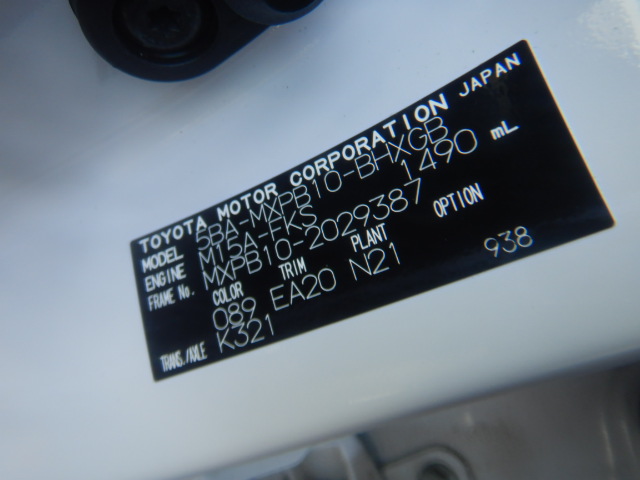 TOYOTA MOTOR CORPORATION JAPAN
MODEL 5BA-MXPB10-BHXGB
ENGINE M15A-FKS 1490 mL
FRAME No. MXPB10-2029387
COLOR TRIM PLANT OPTION
089 EA20 N21 938
TRANS./AXLE K321